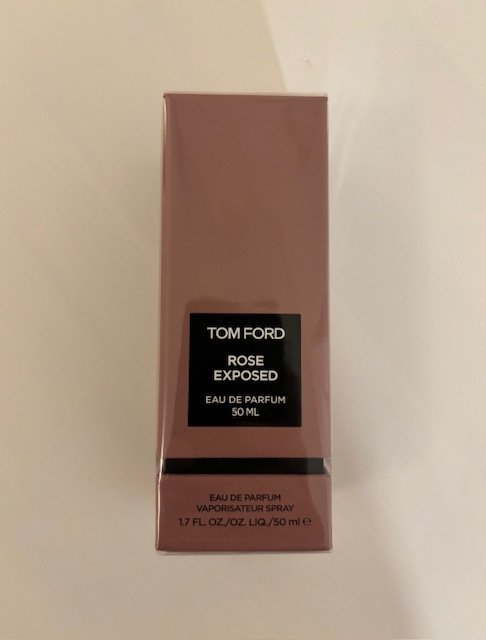 TOM FORD
ROSE
EXPOSED
EAU DE PARFUM
50 ML
EAU DE PARFUM
VAPORISATEUR SPRAY
1.7 FL. OZ./OZ. LIQ./50 ml ℮